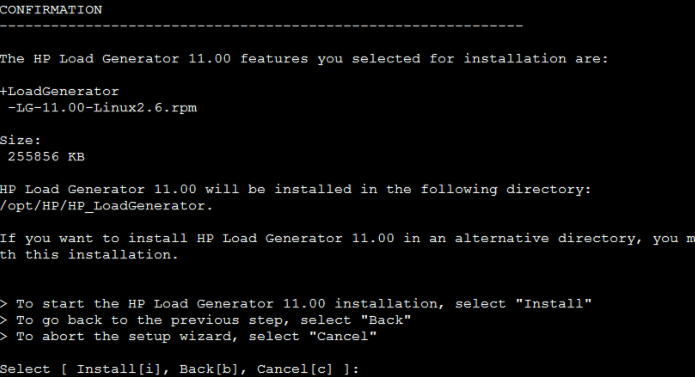 CONFIRMATION
--------------------------------------------------------------
The HP Load Generator 11.00 features you selected for installation are:
+LoadGenerator
-LG-11.00-Linux2.6.rpm
Size:
255856 KB
HP Load Generator 11.00 will be installed in the following directory:
/opt/HP/HP_LoadGenerator.
If you want to install HP Load Generator 11.00 in an alternative directory, you m
th this installation.
> To start the HP Load Generator 11.00 installation, select "Install"
> To go back to the previous step, select "Back"
> To abort the setup wizard, select "Cancel"
Select [ Install[i], Back[b], Cancel[c] ]: